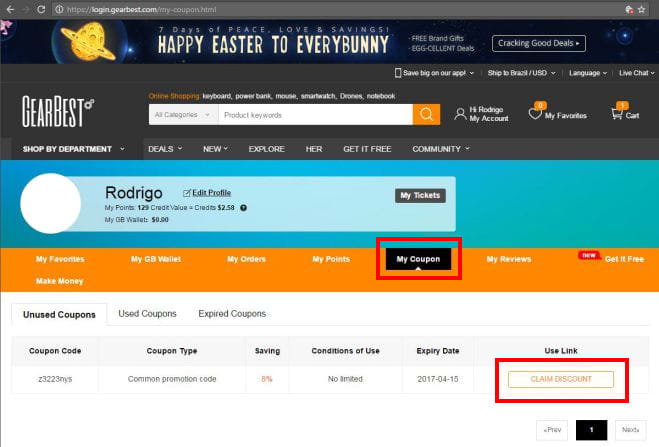 https://login.gearbest.com/my-coupon.html
7 Days of PEACE, LOVE & SAVINGS!
HAPPY EASTER TO EVERYBUNNY
- FREE Brand Gifts
- EGG-CELLENT Deals
Cracking Good Deals ▸
Save big on our app!
Ship to Brazil / USD
Language
Live Chat
GEARBEST
Online Shopping: keyboard, power bank, mouse, smartwatch, Drones, notebook
All Categories
Product keywords
Hi Rodrigo
My Account
0
My Favorites
1
Cart
SHOP BY DEPARTMENT
DEALS
NEW
EXPLORE
HER
GET IT FREE
COMMUNITY
Rodrigo
Edit Profile
My Points: 129 Credit Value = Credits $2.58 ?
My GB Wallet: $0.00
My Tickets
My Favorites
My GB Wallet
My Orders
My Points
My Coupon
My Reviews
new
Get it Free
Make Money
Unused Coupons
Used Coupons
Expired Coupons
Coupon Code
Coupon Type
Saving
Conditions of Use
Expiry Date
Use Link
z3223nys
Common promotion code
8%
No limited
2017-04-15
CLAIM DISCOUNT
«Prev
1
Next»